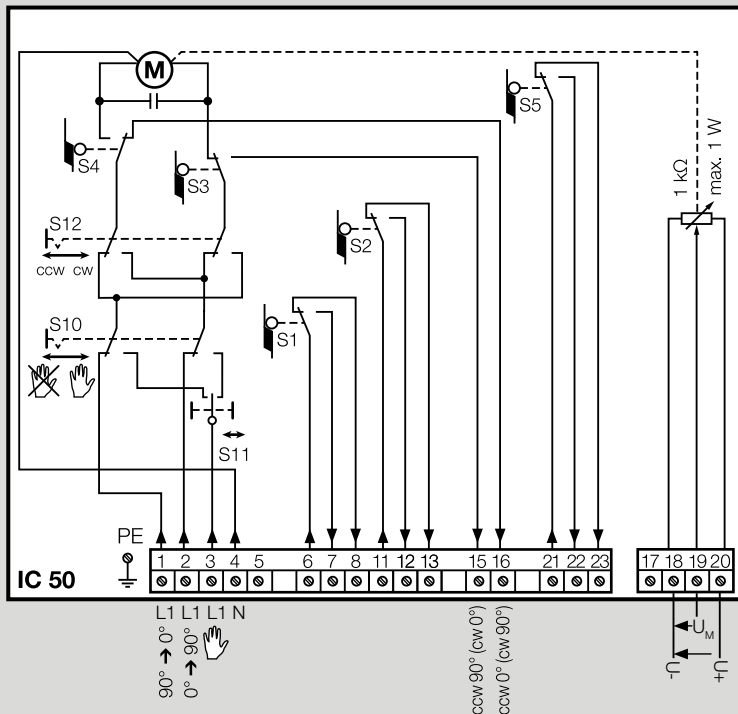 M
S4
S3
S5
1 kΩ
max. 1 W
S12
ccw cw
S2
S10
S1
S11
PE
1 2 3 4 5 6 7 8 11 12 13 15 16 21 22 23 17 18 19 20
IC 50
L1 L1 L1 N
90° ➔ 0°
0° ➔ 90°
ccw 90° (cw 0°)
ccw 0° (cw 90°)
UM
U-
U+